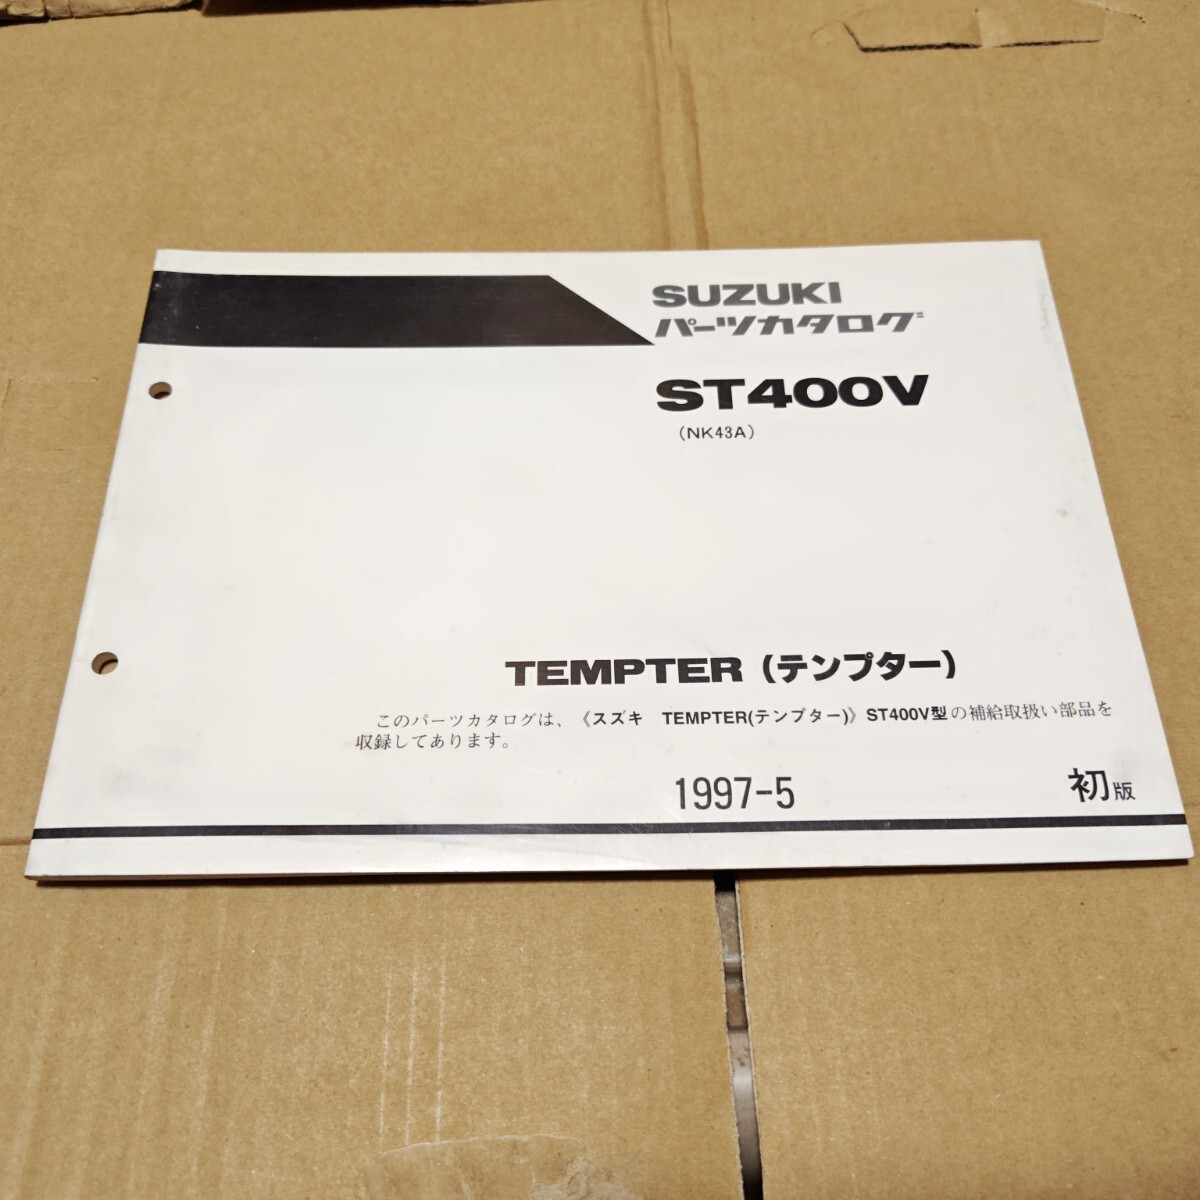 SUZUKI
パーツカタログ
ST400V
(NK43A)
TEMPTER (テンプター)
このパーツカタログは、《スズキ　TEMPTER(テンプター)》ST400V型の補給取扱い部品を
収録してあります。
1997-5
初版